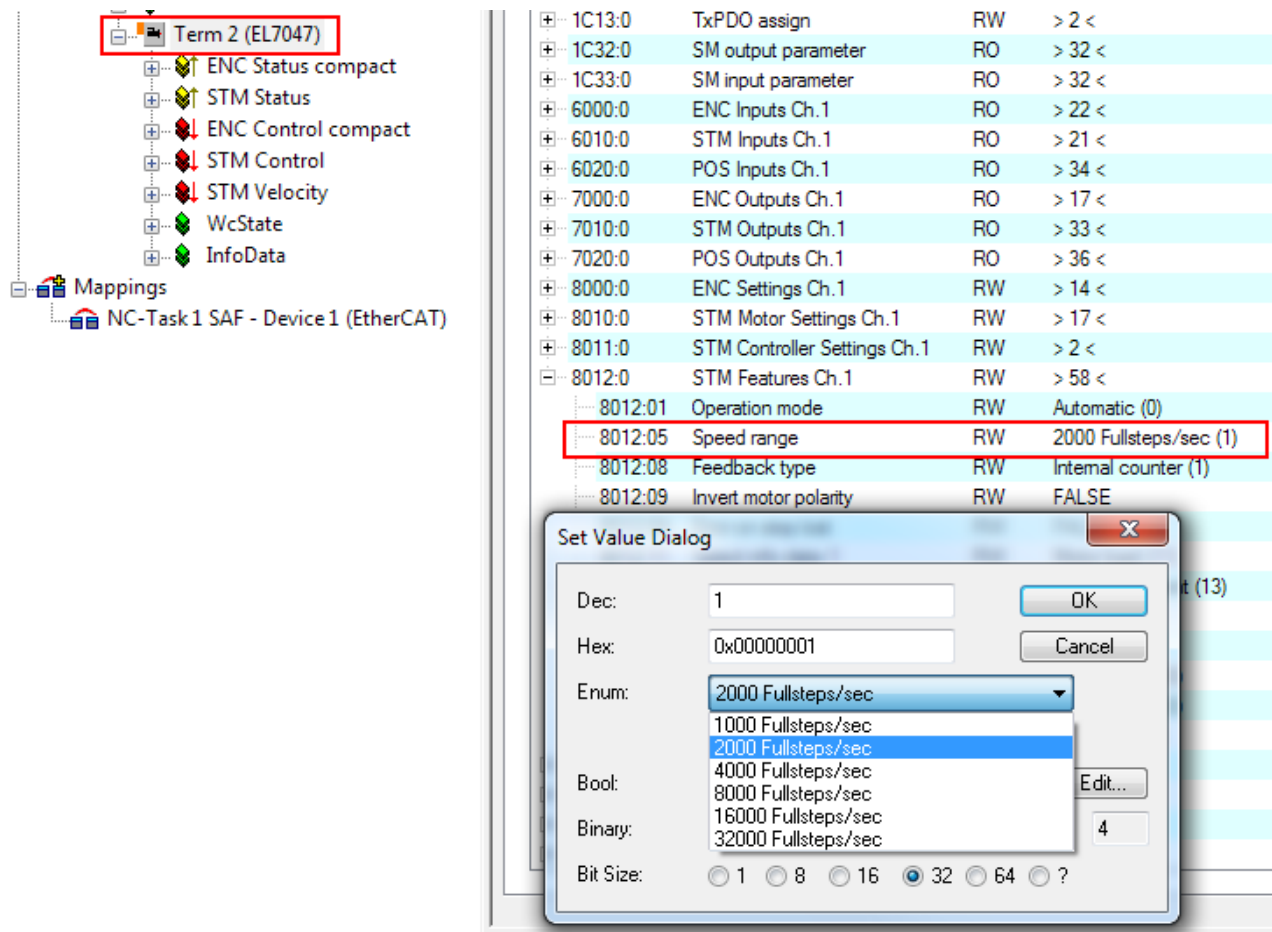 Term 2 (EL7047)
ENC Status compact
STM Status
ENC Control compact
STM Control
STM Velocity
WcState
InfoData
Mappings
NC-Task 1 SAF - Device 1 (EtherCAT)
1C13:0 TxPDO assign RW > 2 <
1C32:0 SM output parameter RO > 32 <
1C33:0 SM input parameter RO > 32 <
6000:0 ENC Inputs Ch.1 RO > 22 <
6010:0 STM Inputs Ch.1 RO > 21 <
6020:0 POS Inputs Ch.1 RO > 34 <
7000:0 ENC Outputs Ch.1 RO > 17 <
7010:0 STM Outputs Ch.1 RO > 33 <
7020:0 POS Outputs Ch.1 RO > 36 <
8000:0 ENC Settings Ch.1 RW > 14 <
8010:0 STM Motor Settings Ch.1 RW > 17 <
8011:0 STM Controller Settings Ch.1 RW > 2 <
8012:0 STM Features Ch.1 RW > 58 <
8012:01 Operation mode RW Automatic (0)
8012:05 Speed range RW 2000 Fullsteps/sec (1)
8012:08 Feedback type RW Internal counter (1)
8012:09 Invert motor polarity RW FALSE
Set Value Dialog
(13)
Dec: 1 OK
Hex: 0x00000001 Cancel
Enum: 2000 Fullsteps/sec
1000 Fullsteps/sec
2000 Fullsteps/sec
4000 Fullsteps/sec
8000 Fullsteps/sec
16000 Fullsteps/sec
32000 Fullsteps/sec
Bool: Edit...
Binary: 4
Bit Size: 1 8 16 32 64 ?